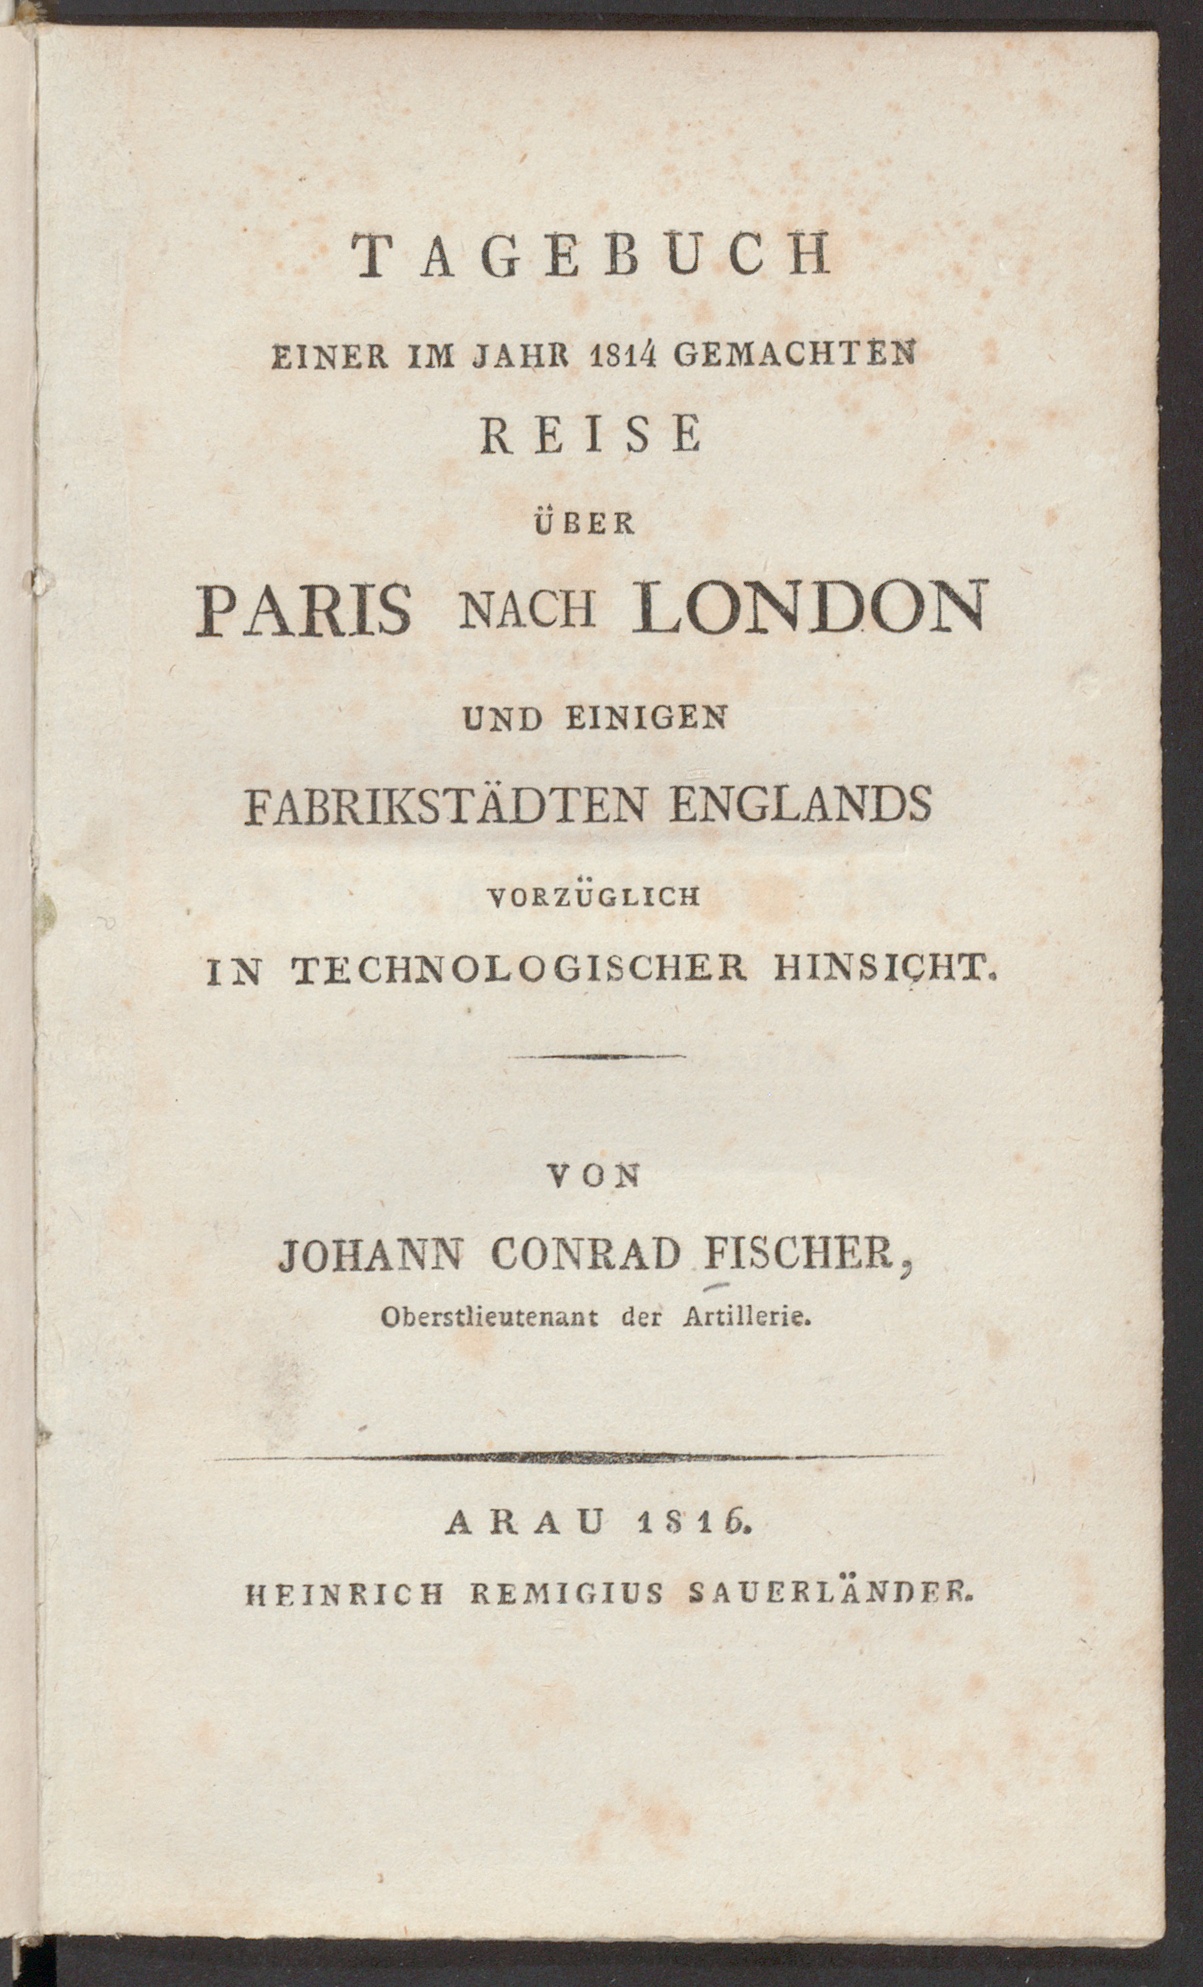 TAGEBUCH
EINER IM JAHR 1814 GEMACHTEN
REISE
ÜBER
PARIS NACH LONDON
UND EINIGEN
FABRIKSTÄDTEN ENGLANDS
VORZÜGLICH
IN TECHNOLOGISCHER HINSICHT.
VON
JOHANN CONRAD FISCHER,
Oberstlieutenant der Artillerie.
ARAU 1816.
HEINRICH REMIGIUS SAUERLÄNDER.